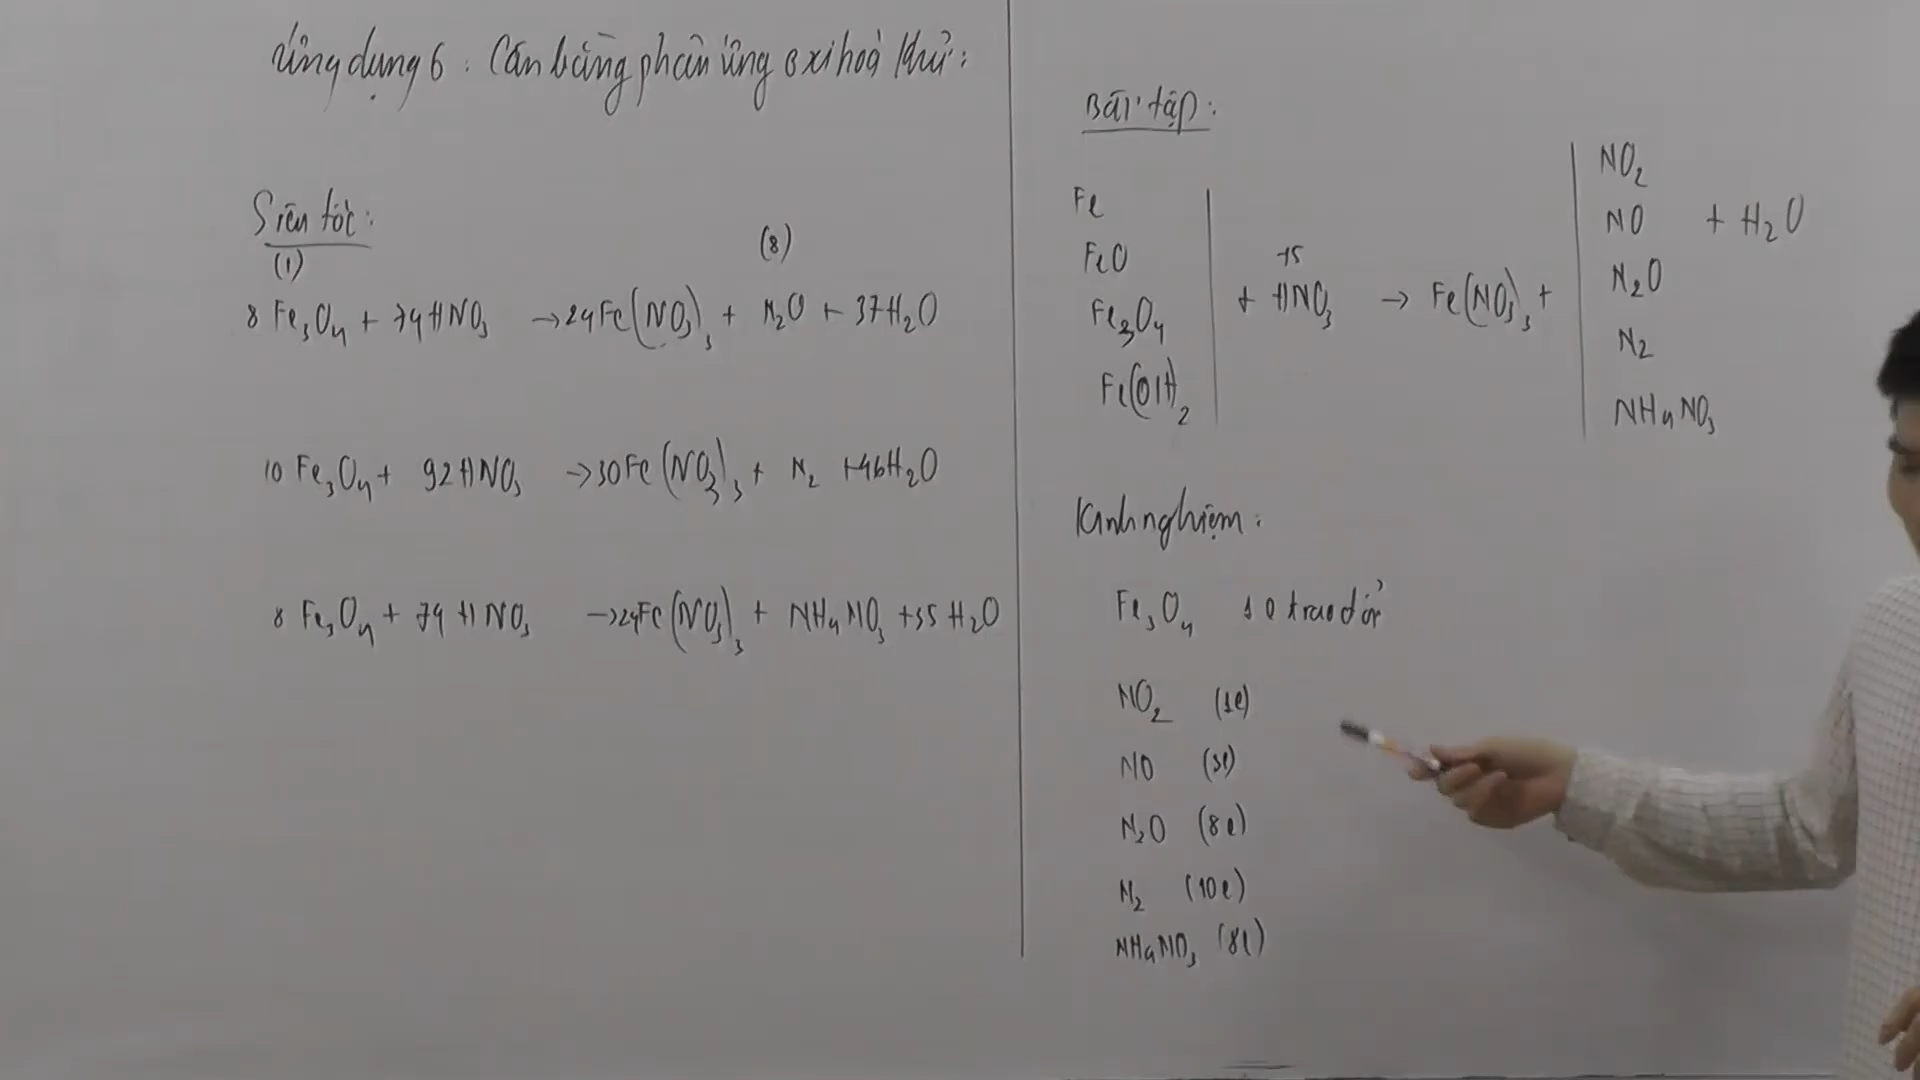 Ứng dụng 6: Cân bằng phản ứng oxi hoá khử:
Siêu tốc:
(1) (8)
8 Fe₃O₄ + 74 HNO₃ → 24 Fe(NO₃)₃ + N₂O + 37 H₂O
10 Fe₃O₄ + 92 HNO₃ → 30 Fe(NO₃)₃ + N₂ + 46 H₂O
8 Fe₃O₄ + 74 HNO₃ → 24 Fe(NO₃)₃ + NH₄NO₃ + 35 H₂O
Bài tập:
Fe
FeO
Fe₃O₄
Fe(OH)₂
+5
+ HNO₃ → Fe(NO₃)₃ +
NO₂
NO + H₂O
N₂O
N₂
NH₄NO₃
Kinh nghiệm:
Fe₃O₄ 1 e trao đổi
NO₂ (1e)
NO (3e)
N₂O (8e)
N₂ (10e)
NH₄NO₃ (8e)